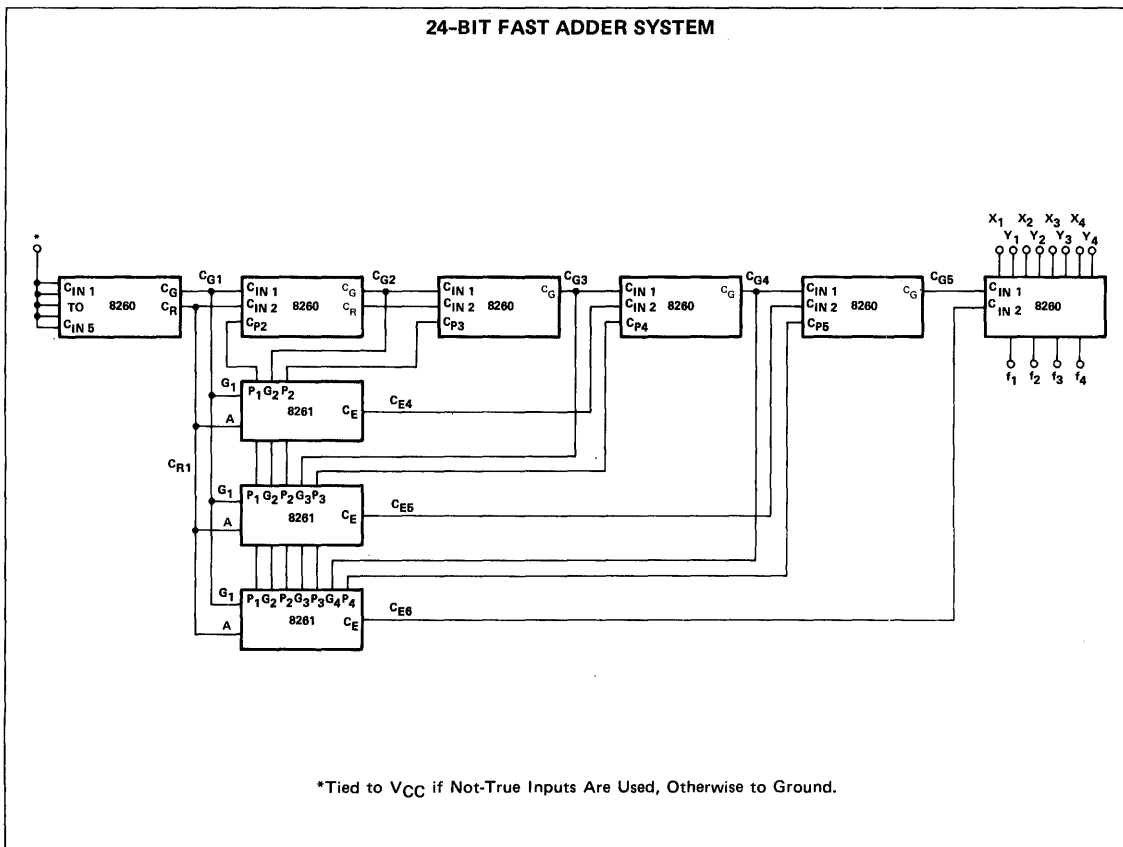 24-BIT FAST ADDER SYSTEM
X1 X2 X3 X4
Y1 Y2 Y3 Y4
*
CG1 CG2 CG3 CG4 CG5
CIN 1 CG
TO 8260 CR
CIN 5
CIN 1 CG
CIN 2 8260 CR
CP2
CIN 1 CG
CIN 2 8260
CP3
CIN 1 CG
CIN 2 8260
CP4
CIN 1 CG
CIN 2 8260
CP5
CIN 1
CIN 2 8260
f1 f2 f3 f4
G1 P1 G2 P2
A 8261 CE CE4
CR1
G1 P1 G2 P2 G3 P3
A 8261 CE CE5
G1 P1 G2 P2 G3 P3 G4 P4
A 8261 CE CE6
*Tied to VCC if Not-True Inputs Are Used, Otherwise to Ground.